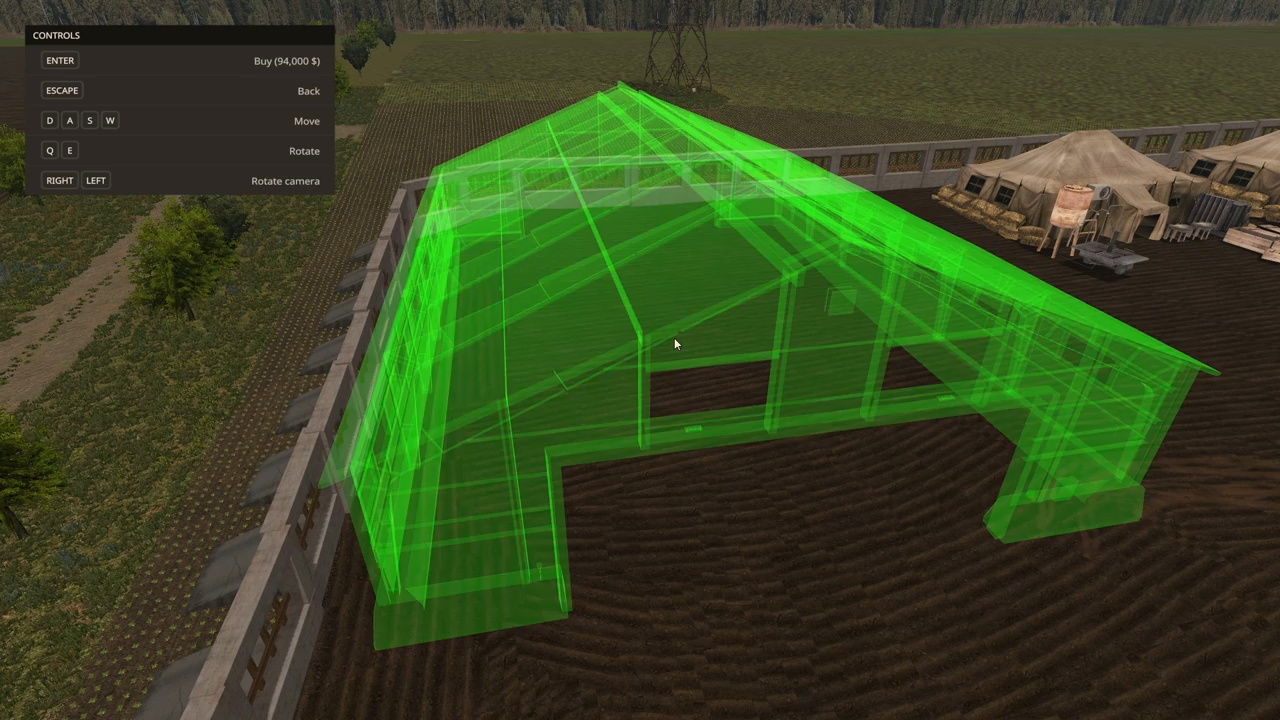 CONTROLS
ENTER Buy (94,000 $)
ESCAPE Back
D A S W Move
Q E Rotate
RIGHT LEFT Rotate camera